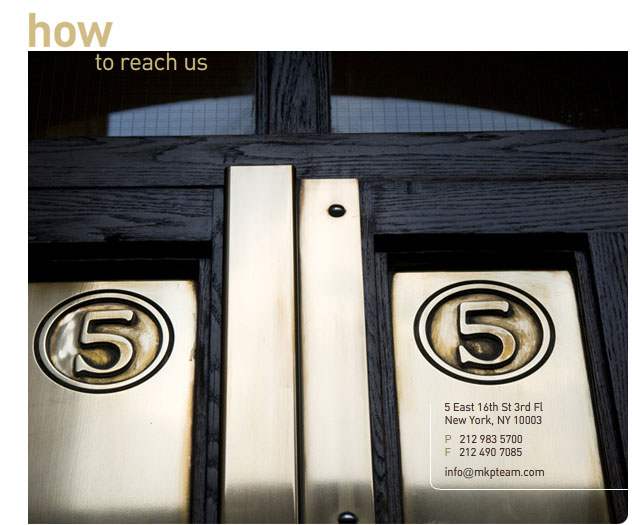 how
to reach us
5
5
5 East 16th St 3rd Fl
New York, NY 10003
P 212 983 5700
F 212 490 7085
info@mkpteam.com